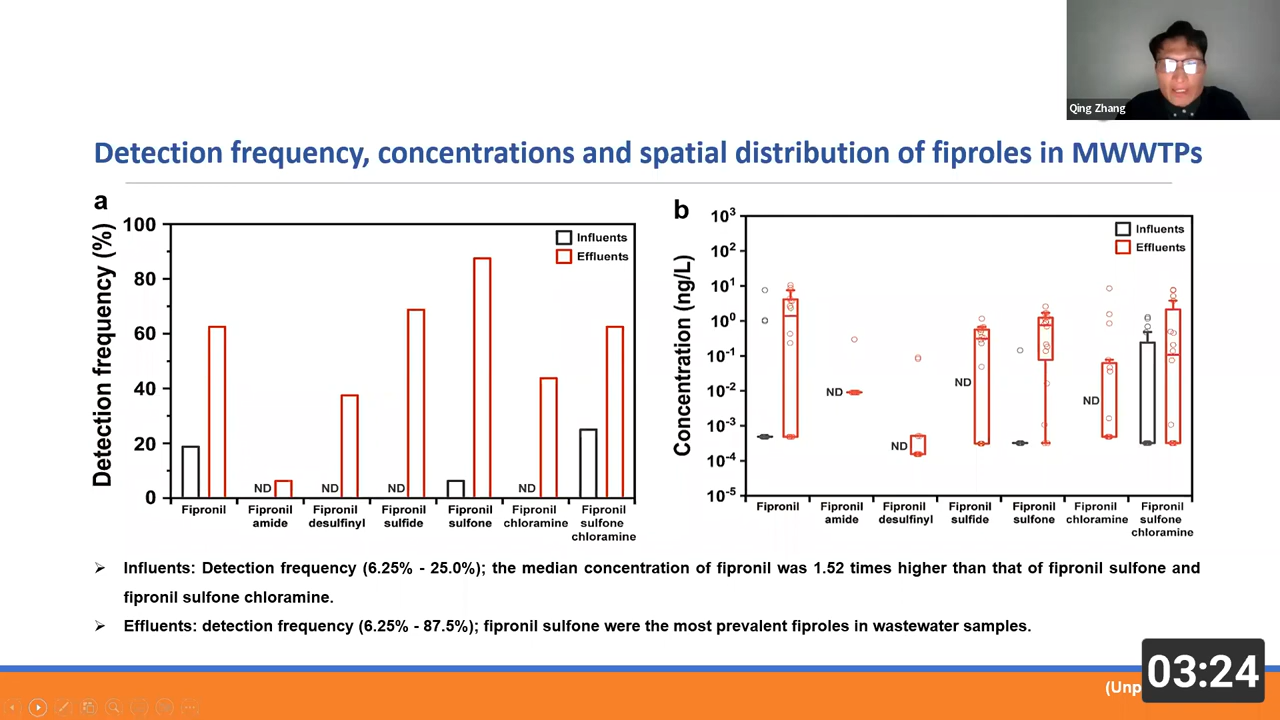 Qing Zhang
Detection frequency, concentrations and spatial distribution of fiproles in MWWTPs
a
Detection frequency (%)
100
80
60
40
20
0
Influents
Effluents
ND
ND
ND
ND
Fipronil
Fipronil amide
Fipronil desulfinyl
Fipronil sulfide
Fipronil sulfone
Fipronil chloramine
Fipronil sulfone chloramine
b
Concentration (ng/L)
10³
10²
10¹
10⁰
10⁻¹
10⁻²
10⁻³
10⁻⁴
10⁻⁵
Influents
Effluents
ND
ND
ND
ND
Fipronil
Fipronil amide
Fipronil desulfinyl
Fipronil sulfide
Fipronil sulfone
Fipronil chloramine
Fipronil sulfone chloramine
➢ Influents: Detection frequency (6.25% - 25.0%); the median concentration of fipronil was 1.52 times higher than that of fipronil sulfone and
fipronil sulfone chloramine.
➢ Effluents: detection frequency (6.25% - 87.5%); fipronil sulfone were the most prevalent fiproles in wastewater samples.
(Unp
03:24